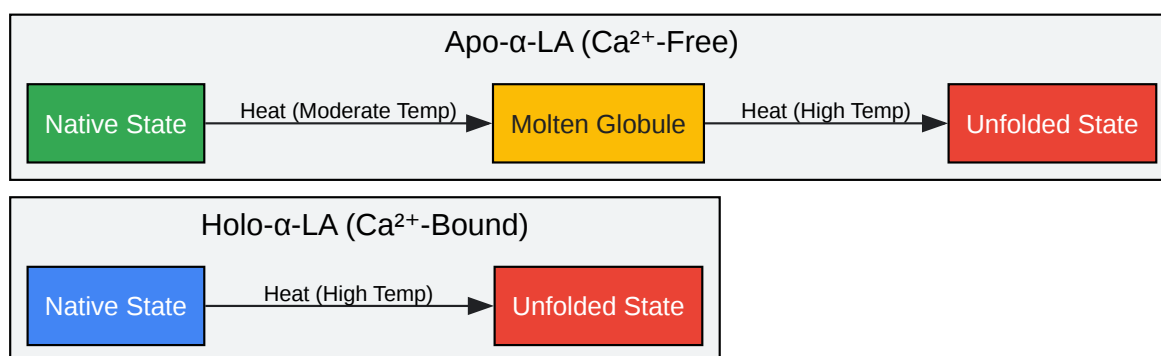 Apo-α-LA (Ca²⁺-Free)
Native State
Heat (Moderate Temp)
Molten Globule
Heat (High Temp)
Unfolded State
Holo-α-LA (Ca²⁺-Bound)
Native State
Heat (High Temp)
Unfolded State